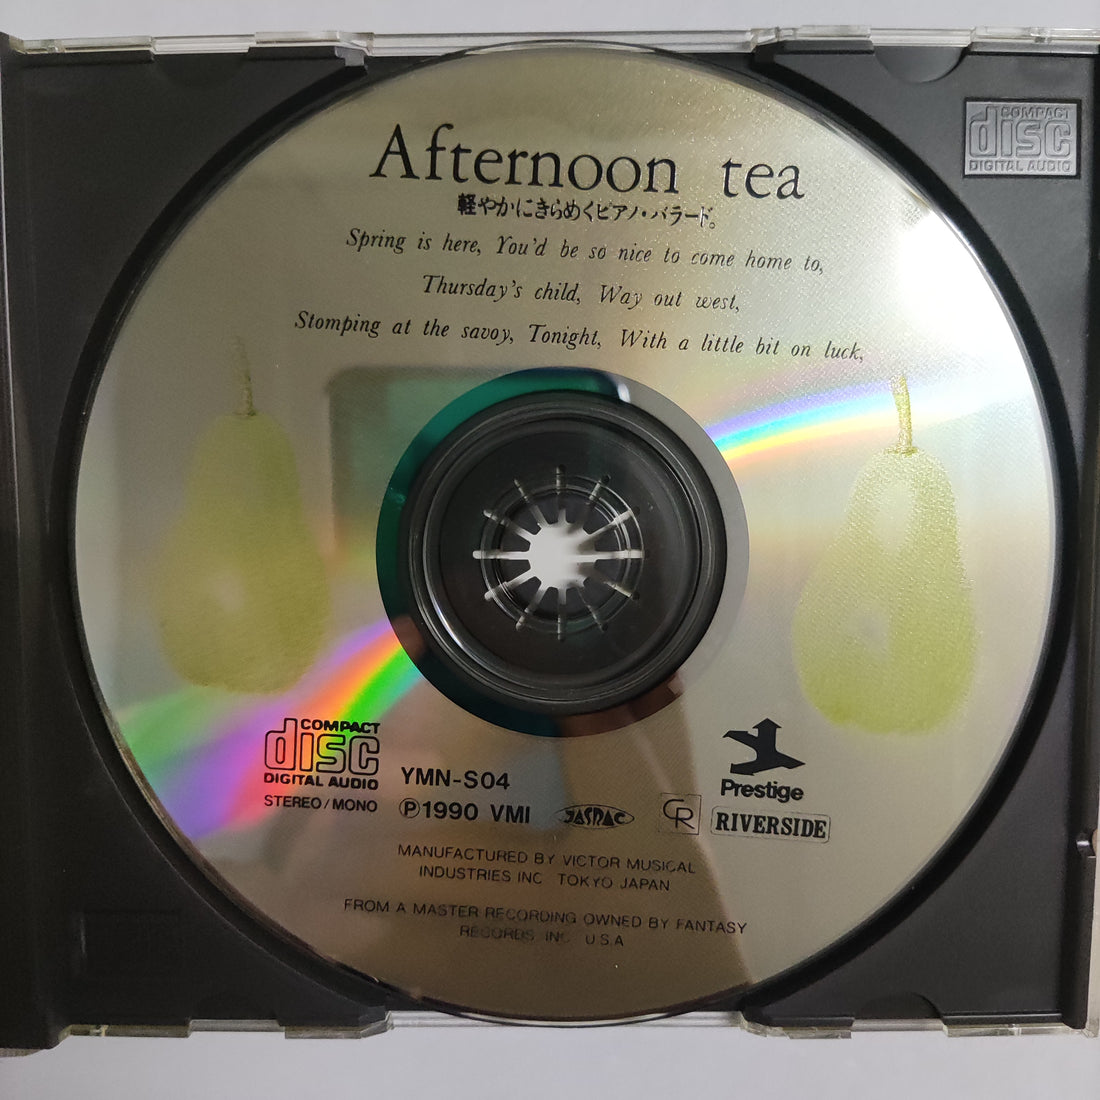 COMPACT
disc
DIGITAL AUDIO
Afternoon tea
軽やかにきらめくピアノ・バラード。
Spring is here, You'd be so nice to come home to,
Thursday's child, Way out west,
Stomping at the savoy, Tonight, With a little bit on luck,
COMPACT
disc
DIGITAL AUDIO
STEREO/MONO
YMN-S04
Ⓟ1990 VMI
JASRAC
CR
Prestige
RIVERSIDE
MANUFACTURED BY VICTOR MUSICAL
INDUSTRIES INC TOKYO JAPAN
FROM A MASTER RECORDING OWNED BY FANTASY
RECORDS INC U.S.A